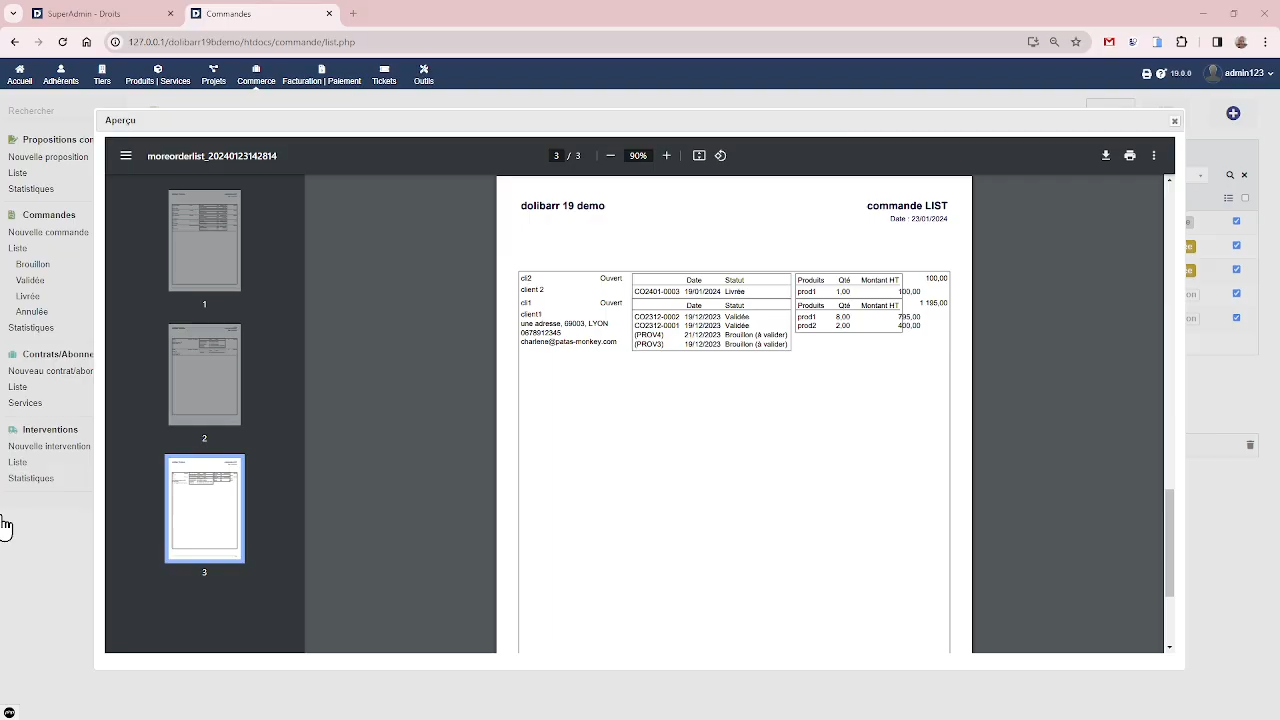 SuperAdmin - Droits
Commandes
127.0.0.1/dolibarr19bdemo/htdocs/commande/list.php
Accueil
Adhérents
Tiers
Produits | Services
Projets
Commerce
Facturation | Paiement
Tickets
Outils
19.0.0
admin123
Rechercher
Propositions con
Nouvelle proposition
Liste
Statistiques
Commandes
Nouvelle commande
Liste
Brouillon
Validée
Livrée
Annulée
Statistiques
Contrats/Abonne
Nouveau contrat/abon
Liste
Services
Interventions
Nouvelle intervention
Liste
Statistiques
Aperçu
moreorderlist_20240123142814
3 / 3
90%
1
2
3
dolibarr 19 demo
commande LIST
Date : 23/01/2024
cli2 Ouvert
client 2
Date Statut
CO2401-0003 19/01/2024 Livrée
Produits Qté Montant HT
prod1 1,00 100,00
100,00
cli1 Ouvert
client1
une adresse, 69003, LYON
0678912345
charlene@patas-monkey.com
Date Statut
CO2312-0002 19/12/2023 Validée
CO2312-0001 19/12/2023 Validée
(PROV4) 21/12/2023 Brouillon (à valider)
(PROV3) 19/12/2023 Brouillon (à valider)
Produits Qté Montant HT
prod1 8,00 795,00
prod2 2,00 400,00
1 195,00
php